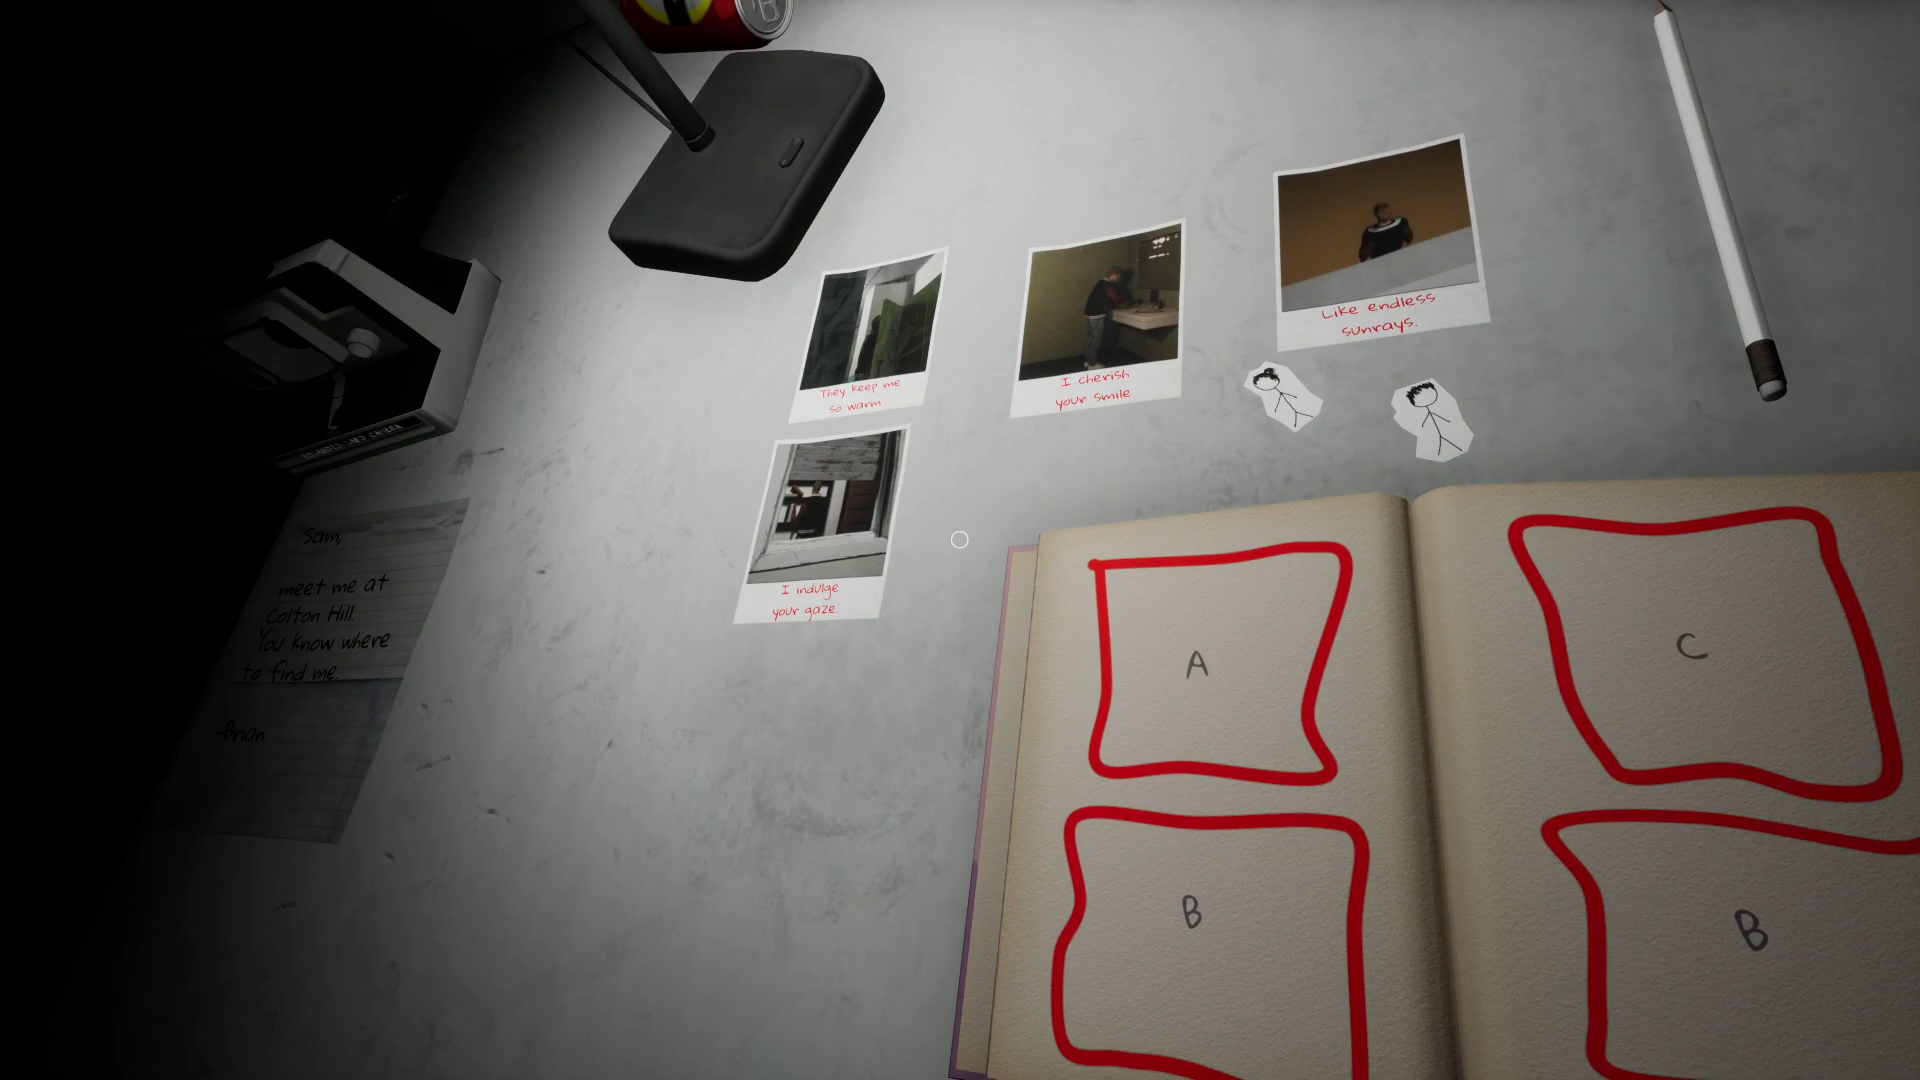 Like endless
sunrays.
They keep me
so warm
I cherish
your smile
I indulge
your gaze.
-Sam,
meet me at
Colton Hill.
You know where
to find me.
-Brian
A
C
B
B